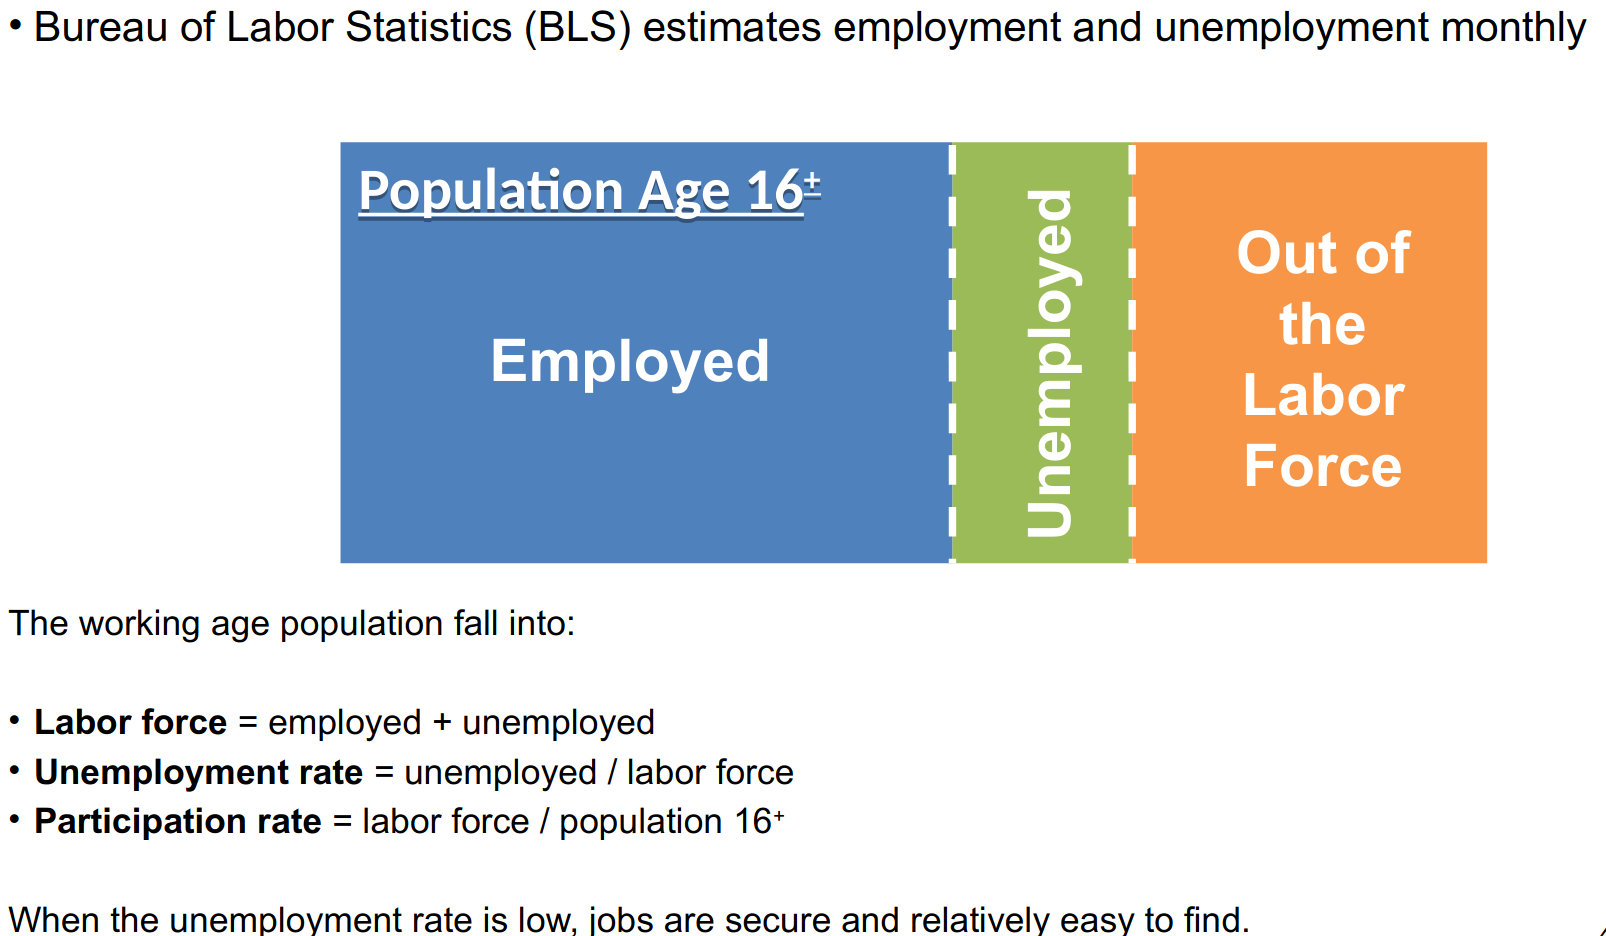 • Bureau of Labor Statistics (BLS) estimates employment and unemployment monthly
Population Age 16+
Employed
Unemployed
Out of
the
Labor
Force
The working age population fall into:
• Labor force = employed + unemployed
• Unemployment rate = unemployed / labor force
• Participation rate = labor force / population 16+
When the unemployment rate is low, jobs are secure and relatively easy to find.